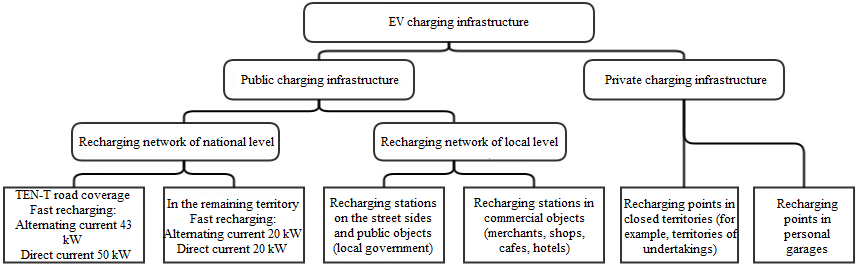 EV charging infrastructure
Public charging infrastructure
Private charging infrastructure
Recharging network of national level
Recharging network of local level
TEN-T road coverage
Fast recharging:
Alternating current 43
kW
Direct current 50 kW
In the remaining territory
Fast recharging:
Alternating current 20 kW
Direct current 20 kW
Recharging stations
on the street sides
and public objects
(local government)
Recharging stations in
commercial objects
(merchants, shops,
cafes, hotels)
Recharging points in
closed territories (for
example, territories of
undertakings)
Recharging
points in
personal
garages